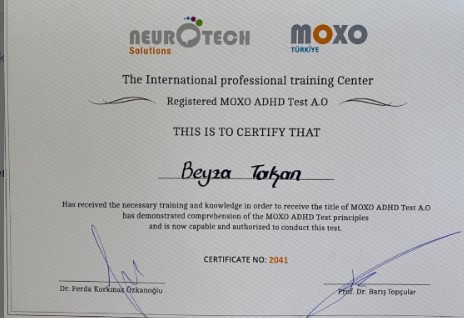 NEUROTECH
Solutions
MOXO
TÜRKİYE
The International professional training Center
Registered MOXO ADHD Test A.O
THIS IS TO CERTIFY THAT
Beyza Takan
Has received the necessary training and knowledge in order to receive the title of MOXO ADHD Test A.O
has demonstrated comprehension of the MOXO ADHD Test principles
and is now capable and authorized to conduct this test.
CERTIFICATE NO: 2041
Dr. Ferda Korkmaz Özkanoğlu
Prof. Dr. Barış Topçular